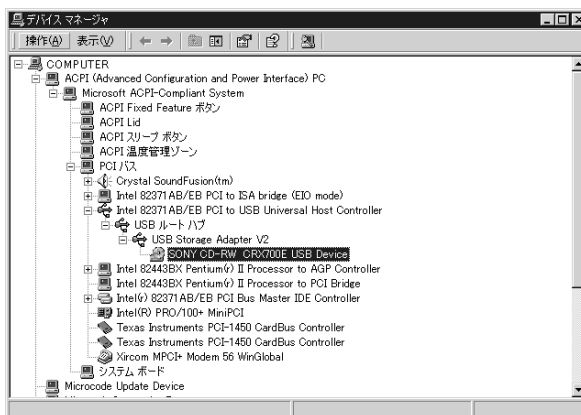 デバイス マネージャ
操作(A) 表示(V)
COMPUTER
ACPI (Advanced Configuration and Power Interface) PC
Microsoft ACPI-Compliant System
ACPI Fixed Feature ボタン
ACPI Lid
ACPI スリープ ボタン
ACPI 温度管理ゾーン
PCI バス
Crystal SoundFusion(tm)
Intel 82371AB/EB PCI to ISA bridge (EIO mode)
Intel 82371AB/EB PCI to USB Universal Host Controller
USB ルート ハブ
USB Storage Adapter V2
SONY CD-RW CRX700E USB Device
Intel 82443BX Pentium(r) II Processor to AGP Controller
Intel 82443BX Pentium(r) II Processor to PCI Bridge
Intel(r) 82371AB/EB PCI Bus Master IDE Controller
Intel(R) PRO/100+ MiniPCI
Texas Instruments PCI-1450 CardBus Controller
Texas Instruments PCI-1450 CardBus Controller
Xircom MPCI+ Modem 56 WinGlobal
システム ボード
Microcode Update Device